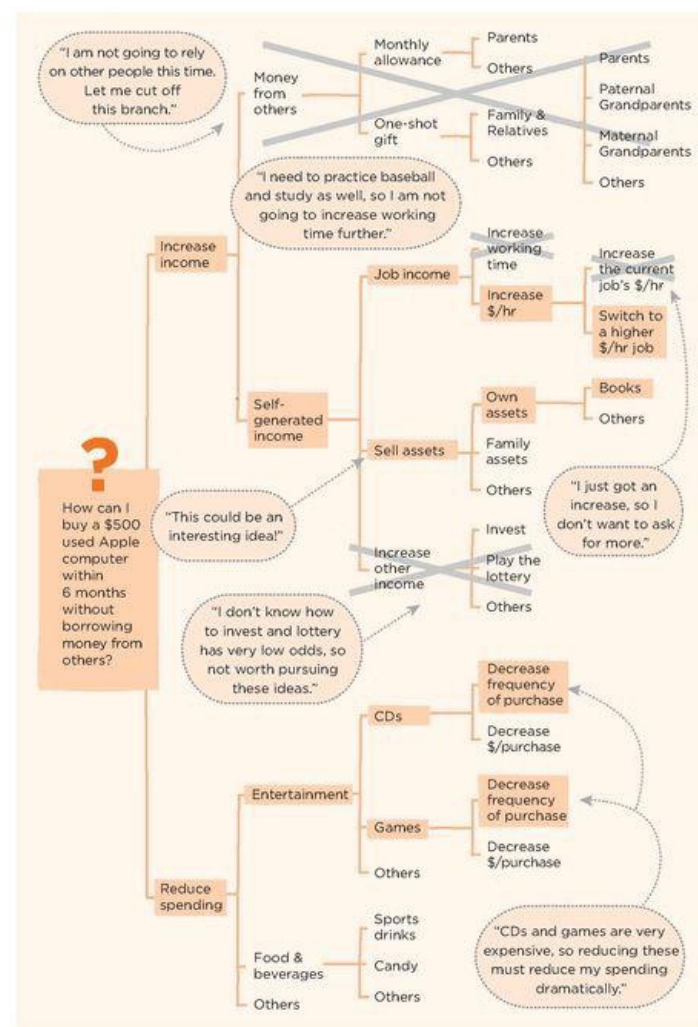 "I am not going to rely
on other people this time.
Let me cut off
this branch."
Money
from
others
Monthly
allowance
Parents
Others
One-shot
gift
Family &
Relatives
Others
Parents
Paternal
Grandparents
Maternal
Grandparents
Others
"I need to practice baseball
and study as well, so I am not
going to increase working
time further."
Increase
income
Job income
Increase
working
time
Increase
$/hr
Increase
the current
job's $/hr
Switch to
a higher
$/hr job
Self-
generated
income
Sell assets
Own
assets
Books
Others
Family
assets
Others
"I just got an
increase, so I
don't want to ask
for more."
?
How can I
buy a $500
used Apple
computer
within
6 months
without
borrowing
money from
others?
"This could be an
interesting idea!"
Increase
other
income
Invest
Play the
lottery
Others
"I don't know how
to invest and lottery
has very low odds, so
not worth pursuing
these ideas."
Entertainment
CDs
Decrease
frequency
of purchase
Decrease
$/purchase
Games
Decrease
frequency
of purchase
Decrease
$/purchase
Others
Reduce
spending
Food &
beverages
Sports
drinks
Candy
Others
Others
"CDs and games are very
expensive, so reducing these
must reduce my spending
dramatically."